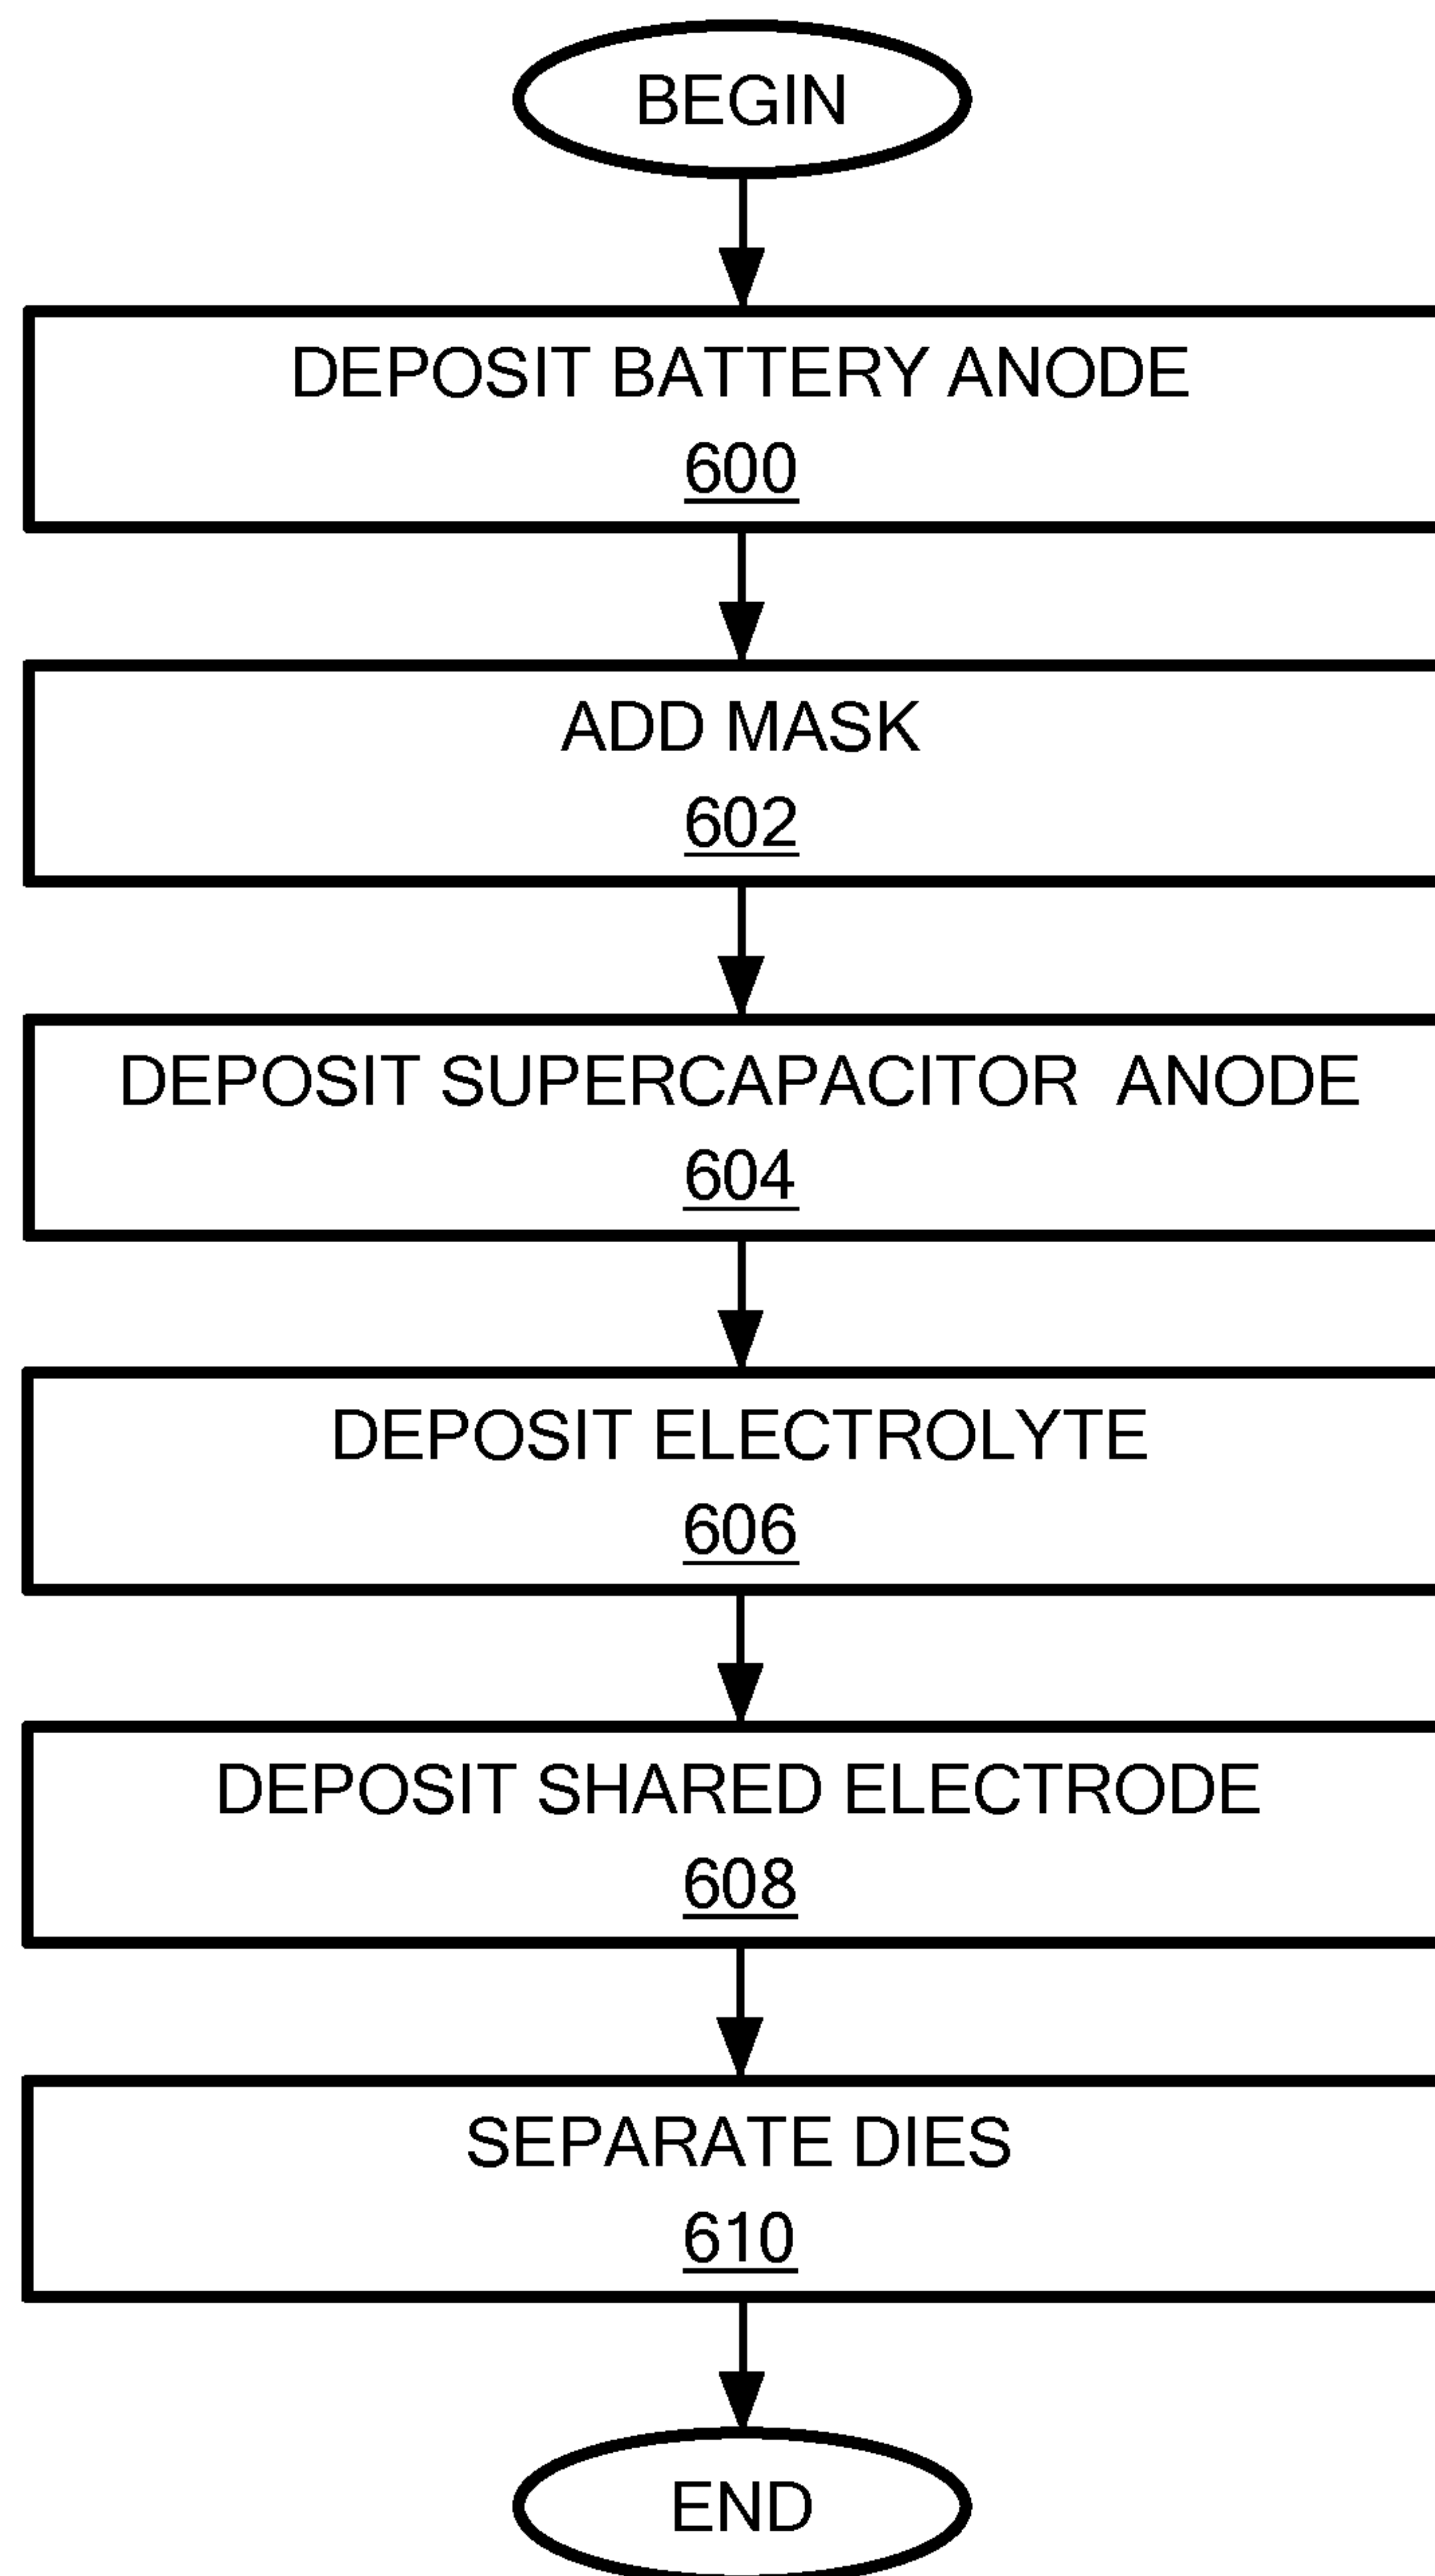 BEGIN
DEPOSIT BATTERY ANODE
600
ADD MASK
602
DEPOSIT SUPERCAPACITOR ANODE
604
DEPOSIT ELECTROLYTE
606
DEPOSIT SHARED ELECTRODE
608
SEPARATE DIES
610
END